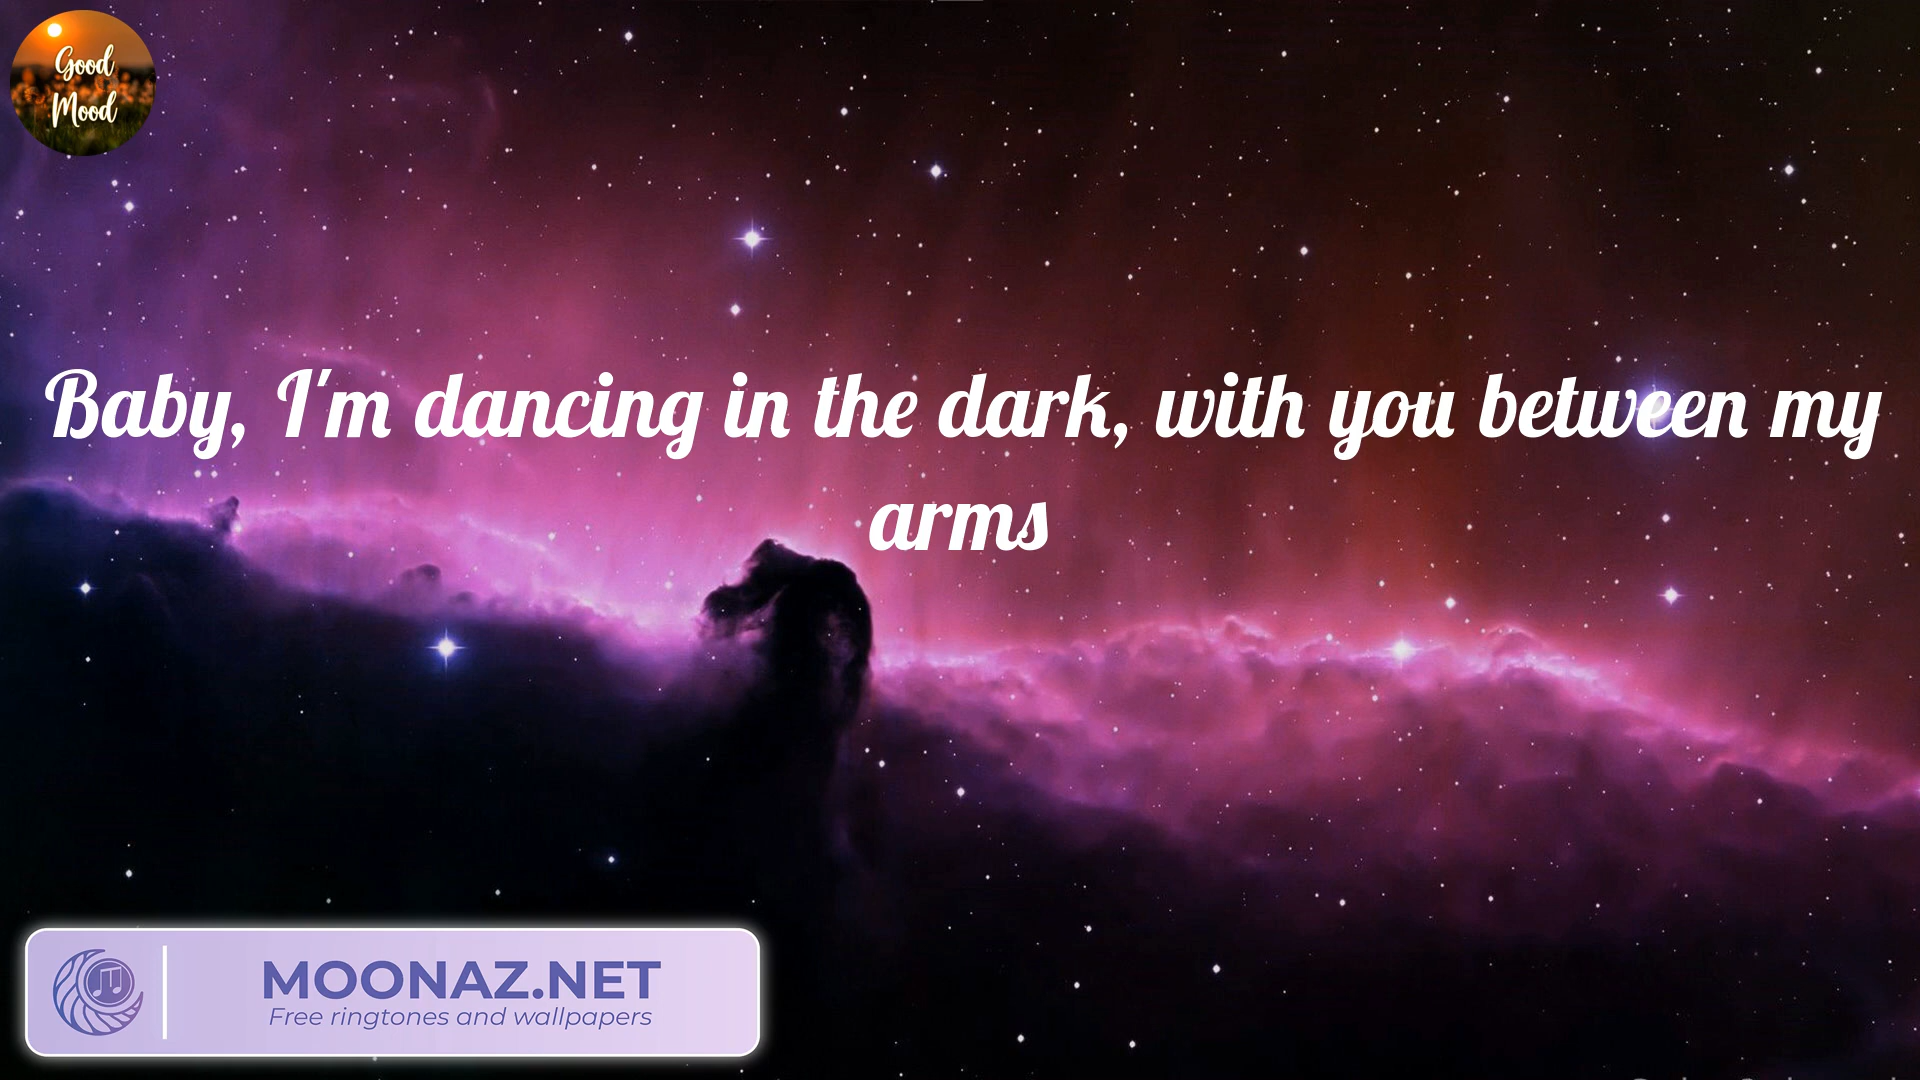 Good
Mood
Baby, I'm dancing in the dark, with you between my
arms
MOONAZ.NET
Free ringtones and wallpapers